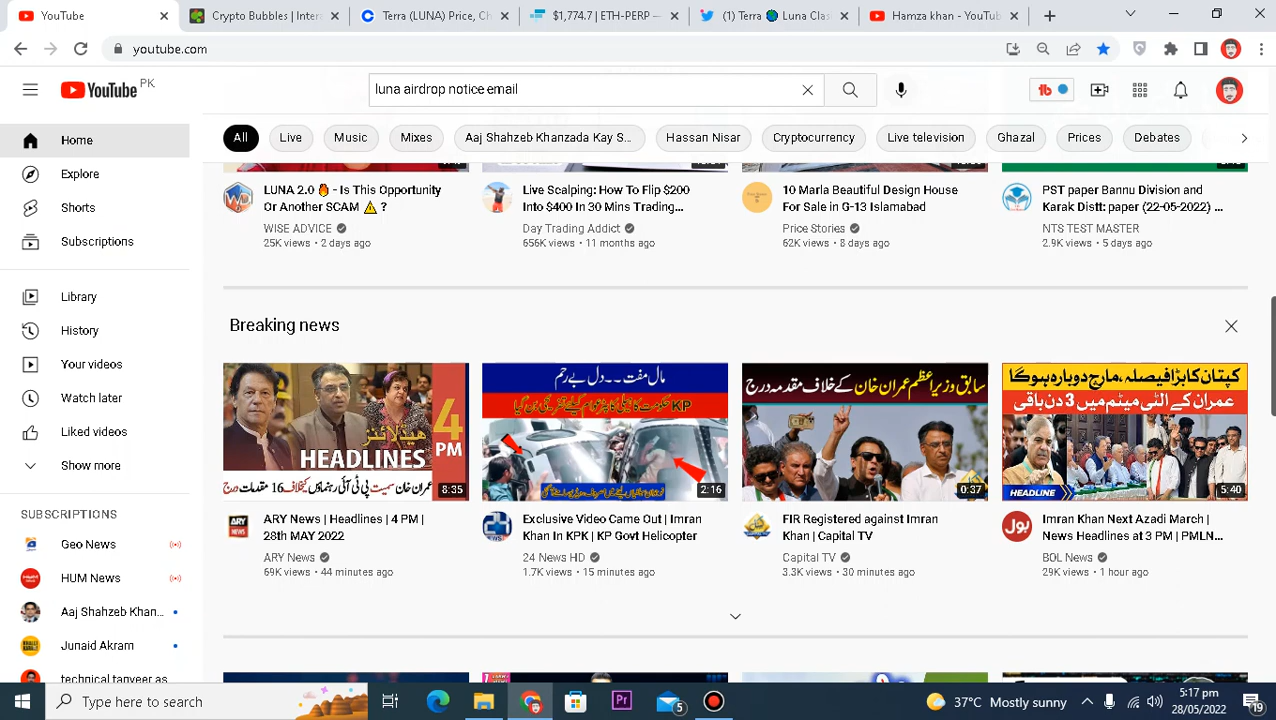 YouTube
Crypto Bubbles | Intera
Terra (LUNA) Price, Ch
$1,774.7 | ETH-PERP —
(1) Terra 🌍 Luna Clas
Hamza khan - YouTub
youtube.com
YouTube PK
luna airdrop notice email
Home
Explore
Shorts
Subscriptions
Library
History
Your videos
Watch later
Liked videos
Show more
SUBSCRIPTIONS
Geo News
HUM News
Aaj Shahzeb Khan...
Junaid Akram
technical tanveer as
All
Live
Music
Mixes
Aaj Shahzeb Khanzada Kay S...
Hassan Nisar
Cryptocurrency
Live television
Ghazal
Prices
Debates
LUNA 2.0 🔥 - Is This Opportunity
Or Another SCAM ⚠️ ?
WISE ADVICE
25K views • 2 days ago
Live Scalping: How To Flip $200
Into $400 In 30 Mins Trading...
Day Trading Addict
656K views • 11 months ago
10 Marla Beautiful Design House
For Sale in G-13 Islamabad
Price Stories
62K views • 8 days ago
PST paper Bannu Division and
Karak Distt: paper (22-05-2022) ...
NTS TEST MASTER
2.9K views • 5 days ago
Breaking news
ہیڈلائنز
4
PM
HEADLINES
عمران خان سمیت پی ٹی آئی رہنماؤں کیخلاف 16 مقدمات درج
8:35
ARY News | Headlines | 4 PM |
28th MAY 2022
ARY News
69K views • 44 minutes ago
مال مفت ۔۔ دل بے رحم
2:16
Exclusive Video Came Out | Imran
Khan In KPK | KP Govt Helicopter
24 News HD
1.7K views • 15 minutes ago
سابق وزیراعظم عمران خان کے خلاف مقدمہ درج
0:37
FIR Registered against Imran
Khan | Capital TV
Capital TV
3.3K views • 30 minutes ago
کپتان کا بڑا فیصلہ، مارچ دوبارہ ہوگا
عمران کے الٹی میٹم میں 3 دن باقی
HEADLINE
5:40
Imran Khan Next Azadi March |
News Headlines at 3 PM | PMLN...
بول
BOL News
29K views • 1 hour ago
Type here to search
5
37°C Mostly sunny
5:17 pm
28/05/2022
19